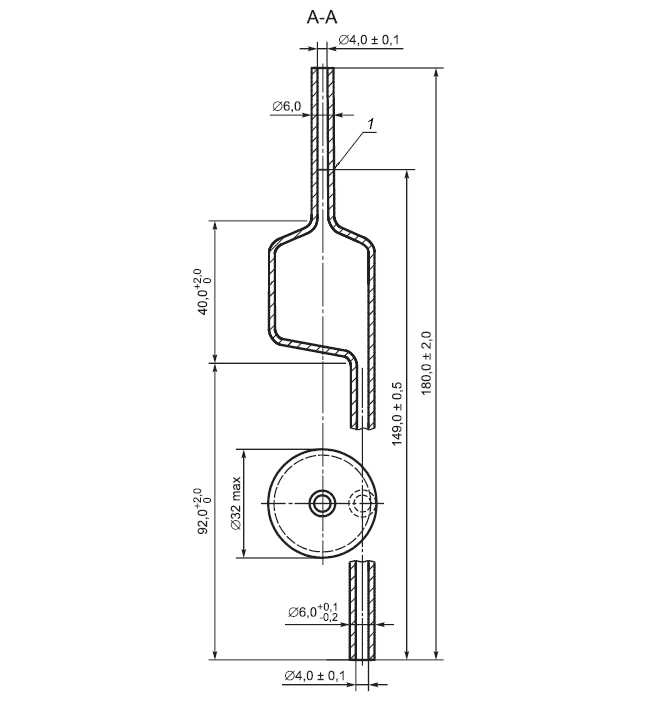 A-A
Ø4,0 ± 0,1
Ø6,0
1
40,0+2,0 0
180,0 ± 2,0
149,0 ± 0,5
92,0+2,0 0
Ø32 max
Ø6,0+0,1 -0,2
Ø4,0 ± 0,1